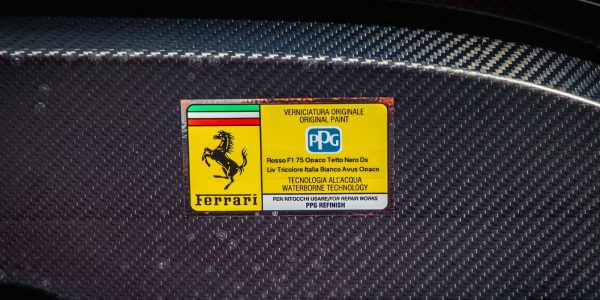 Ferrari
VERNICIATURA ORIGINALE
ORIGINAL PAINT
PPG
Rosso F1 75 Opaco Tetto Nero Ds
Liv Tricolore Italia Bianco Avus Opaco
TECNOLOGIA ALL'ACQUA
WATERBORNE TECHNOLOGY
PER RITOCCHI USARE/FOR REPAIR WORKS
PPG REFINISH